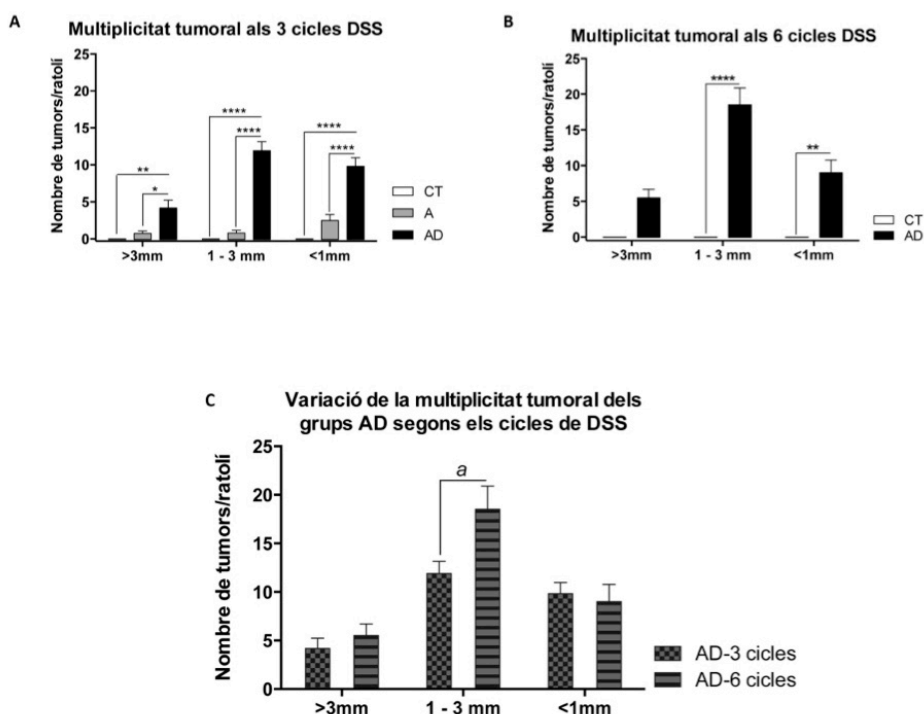 A
Multiplicitat tumoral als 3 cicles DSS
Nombre de tumors/ratolí
25
20
15
10
5
0
**
*
****
****
****
****
>3mm
1 - 3 mm
<1mm
CT
A
AD
B
Multiplicitat tumoral als 6 cicles DSS
Nombre de tumors/ratolí
25
20
15
10
5
0
****
**
>3mm
1 - 3 mm
<1mm
CT
AD
C
Variació de la multiplicitat tumoral dels
grups AD segons els cicles de DSS
Nombre de tumors/ratolí
25
20
15
10
5
0
a
>3mm
1 - 3 mm
<1mm
AD-3 cicles
AD-6 cicles